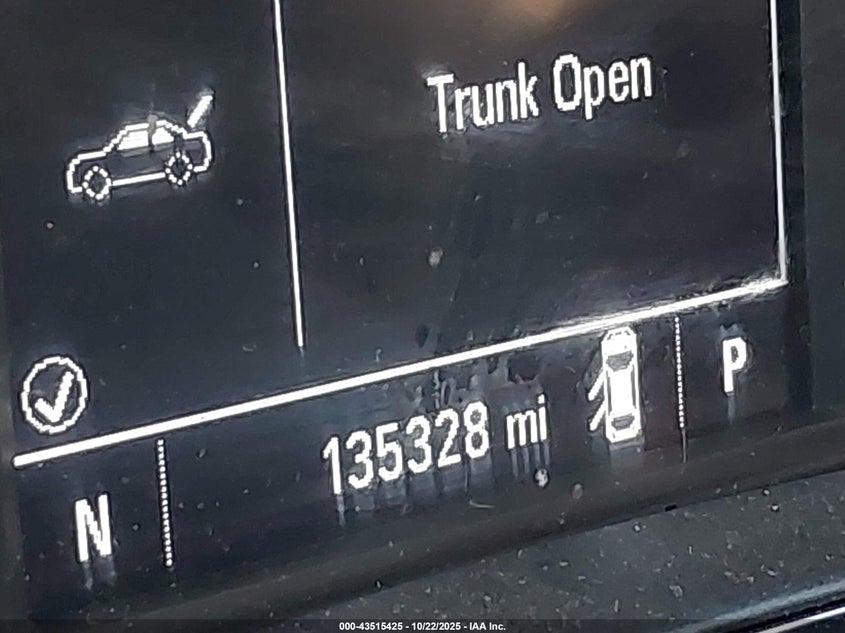 Trunk Open
135328 mi
P
N
000-43515425 - 10/22/2025 - IAA Inc.